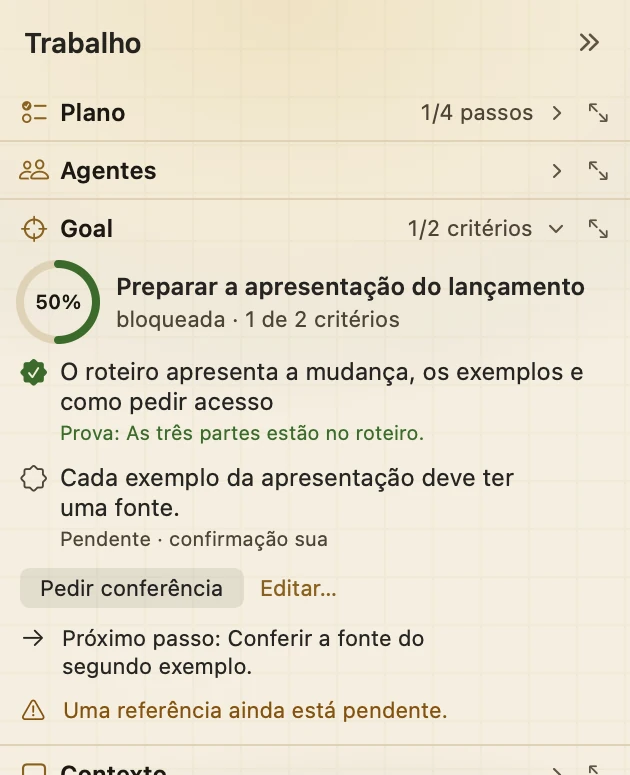 Trabalho
Plano 1/4 passos
Agentes
Goal 1/2 critérios
50% Preparar a apresentação do lançamento
bloqueada · 1 de 2 critérios
O roteiro apresenta a mudança, os exemplos e
como pedir acesso
Prova: As três partes estão no roteiro.
Cada exemplo da apresentação deve ter
uma fonte.
Pendente · confirmação sua
Pedir conferência Editar...
Próximo passo: Conferir a fonte do
segundo exemplo.
Uma referência ainda está pendente.
Contexto